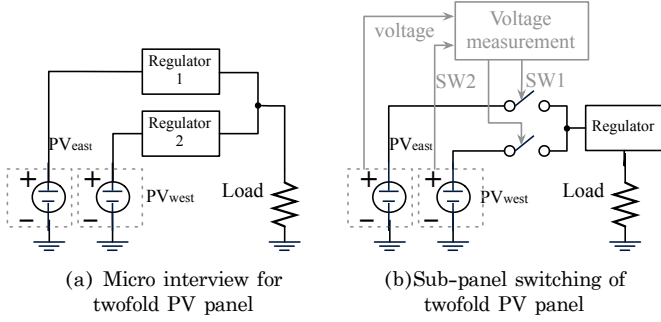 Regulator
1
Regulator
2
PVeast
PVwest
+
+
−
−
Load
(a) Micro interview for
twofold PV panel
Voltage
measurement
voltage
SW2
SW1
PVeast
PVwest
Regulator
+
+
−
−
Load
(b)Sub-panel switching of
twofold PV panel